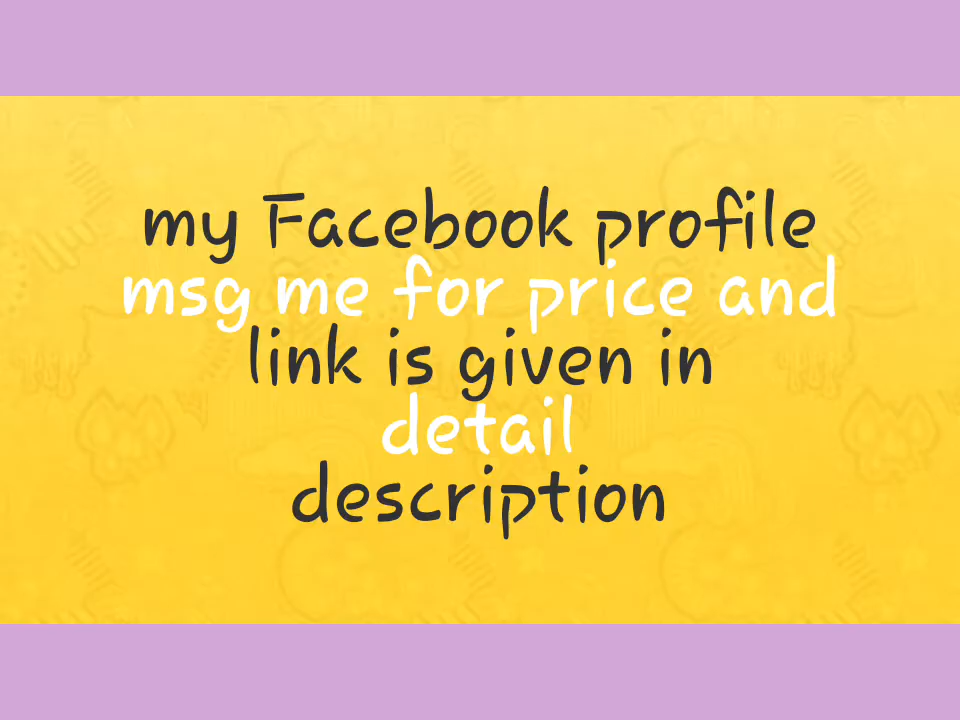 my Facebook profile
msg me for price and
link is given in
detail
description